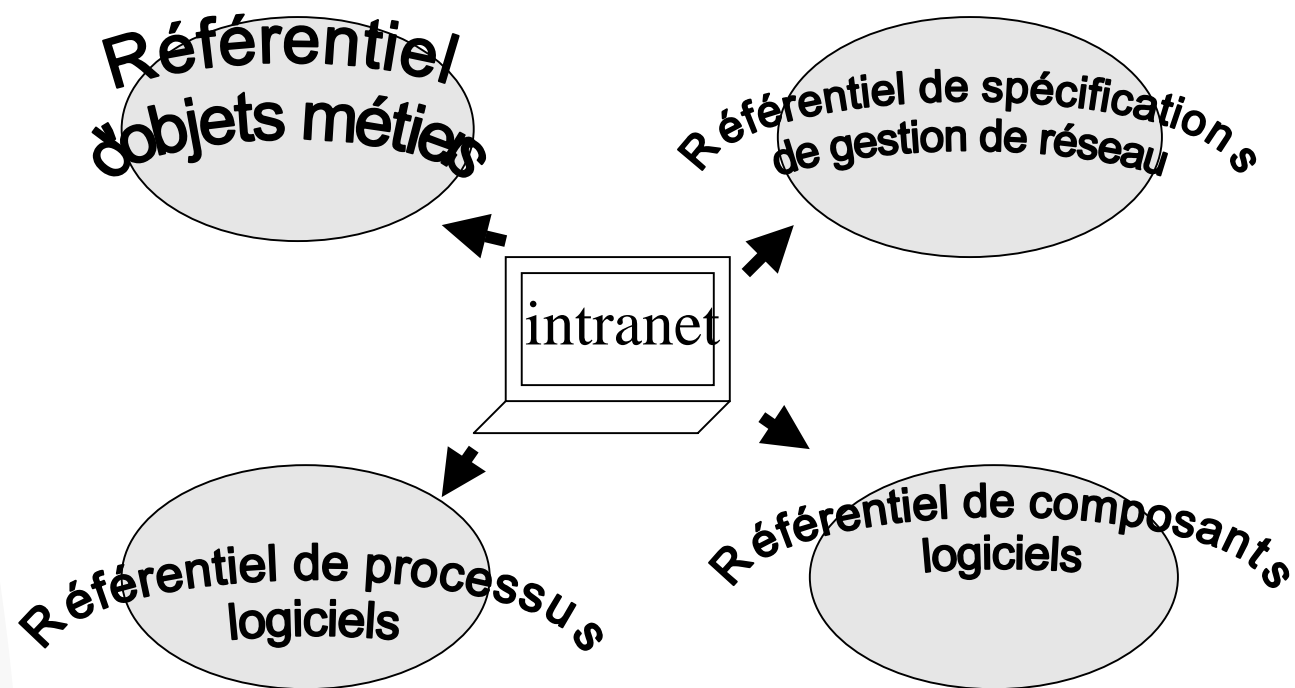 Référentiel
d'objets métiers
Référentiel de spécifications
de gestion de réseau
intranet
Référentiel de processus
logiciels
Référentiel de composants
logiciels